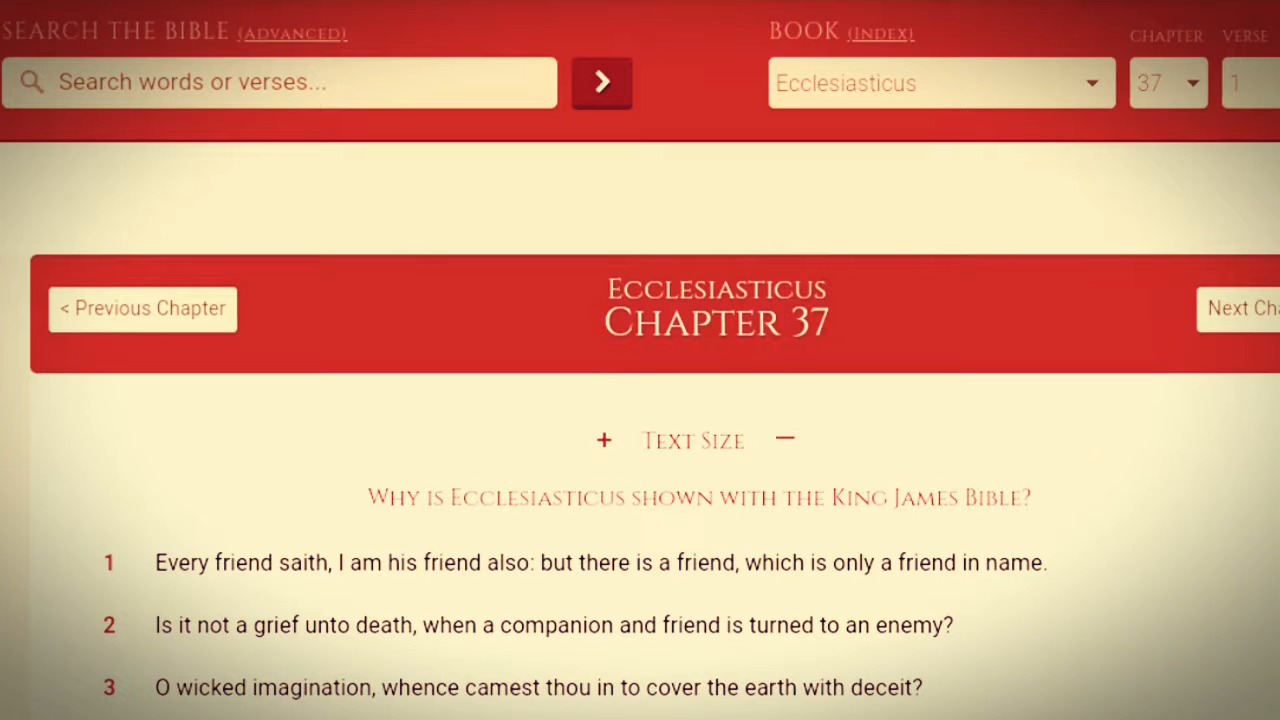 SEARCH THE BIBLE (ADVANCED)
BOOK (INDEX)
CHAPTER VERSE
Search words or verses...
Ecclesiasticus
37
1
< Previous Chapter
ECCLESIASTICUS
CHAPTER 37
Next Cha
+ TEXT SIZE —
WHY IS ECCLESIASTICUS SHOWN WITH THE KING JAMES BIBLE?
1 Every friend saith, I am his friend also: but there is a friend, which is only a friend in name.
2 Is it not a grief unto death, when a companion and friend is turned to an enemy?
3 O wicked imagination, whence camest thou in to cover the earth with deceit?